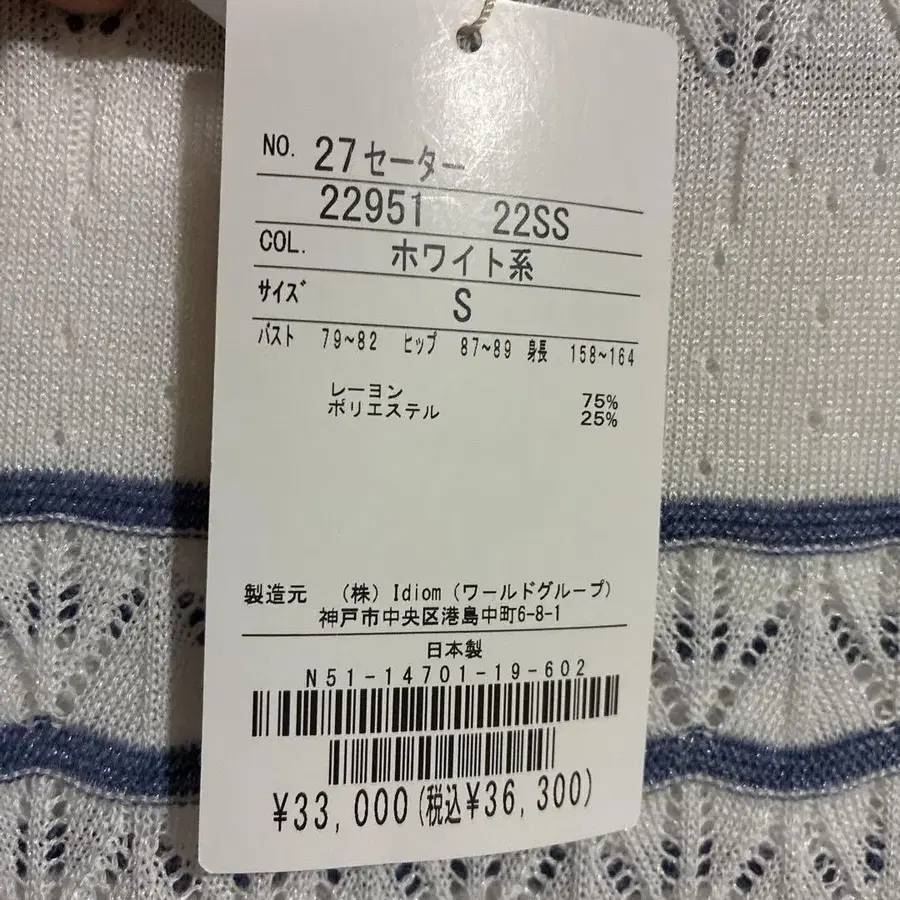 NO. 27セーター
22951 22SS
COL. ホワイト系
サイズ S
バスト 79~82 ヒップ 87~89 身長 158~164
レーヨン 75%
ポリエステル 25%
製造元 (株)Idiom(ワールドグループ)
神戸市中央区港島中町6-8-1
日本製
N51-14701-19-602
¥33,000(税込¥36,300)